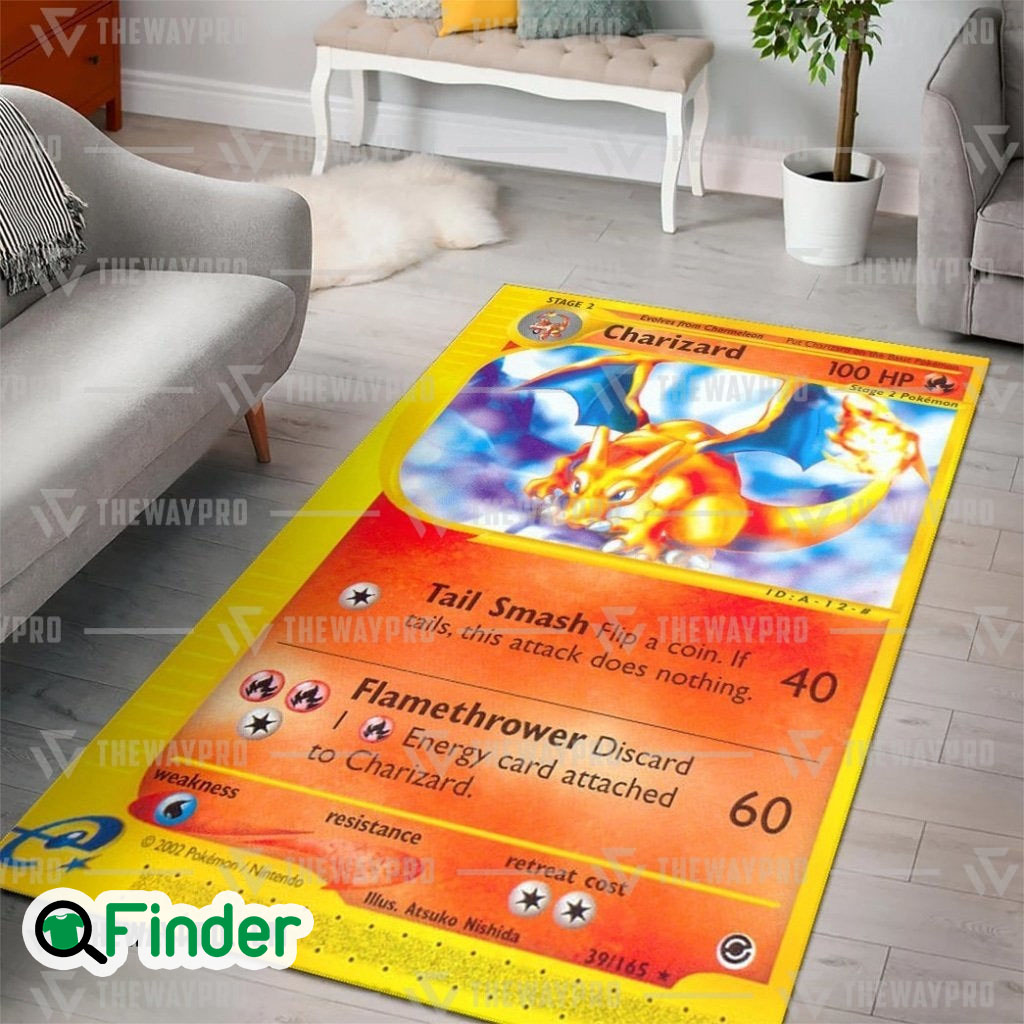 THEWAYPRO
STAGE 2
Evolves from Charmeleon
Put Charizard on the Basic Pokémon
Charizard
100 HP
Stage 2 Pokémon
ID:A-12-#
Tail Smash Flip a coin. If
tails, this attack does nothing.
40
Flamethrower Discard
1 Energy card attached
to Charizard.
60
weakness
resistance
retreat cost
© 2002 Pokémon / Nintendo
Illus. Atsuko Nishida
39/165 ★
Finder